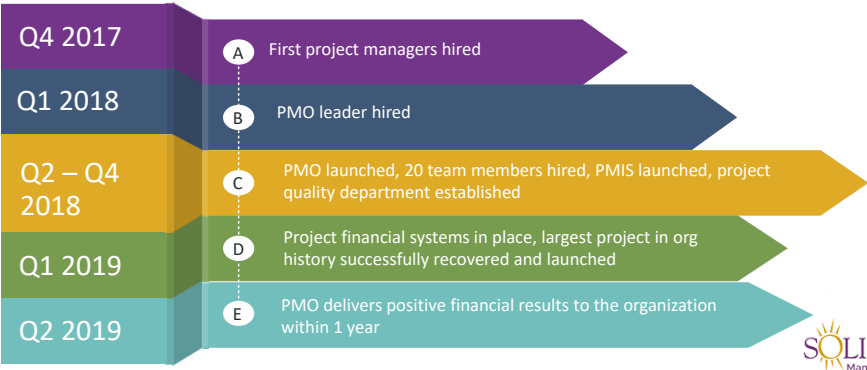 Q4 2017
A
First project managers hired
Q1 2018
B
PMO leader hired
Q2 – Q4
2018
C
PMO launched, 20 team members hired, PMIS launched, project
quality department established
Q1 2019
D
Project financial systems in place, largest project in org
history successfully recovered and launched
Q2 2019
E
PMO delivers positive financial results to the organization
within 1 year
SOLI
Man